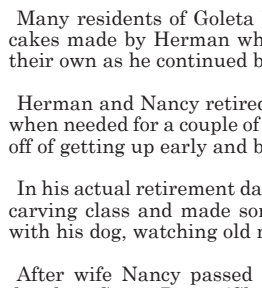 Many residents of Goleta
cakes made by Herman wh
their own as he continued b
Herman and Nancy retired
when needed for a couple of
off of getting up early and b
In his actual retirement da
carving class and made so
with his dog, watching old
After wife Nancy passed